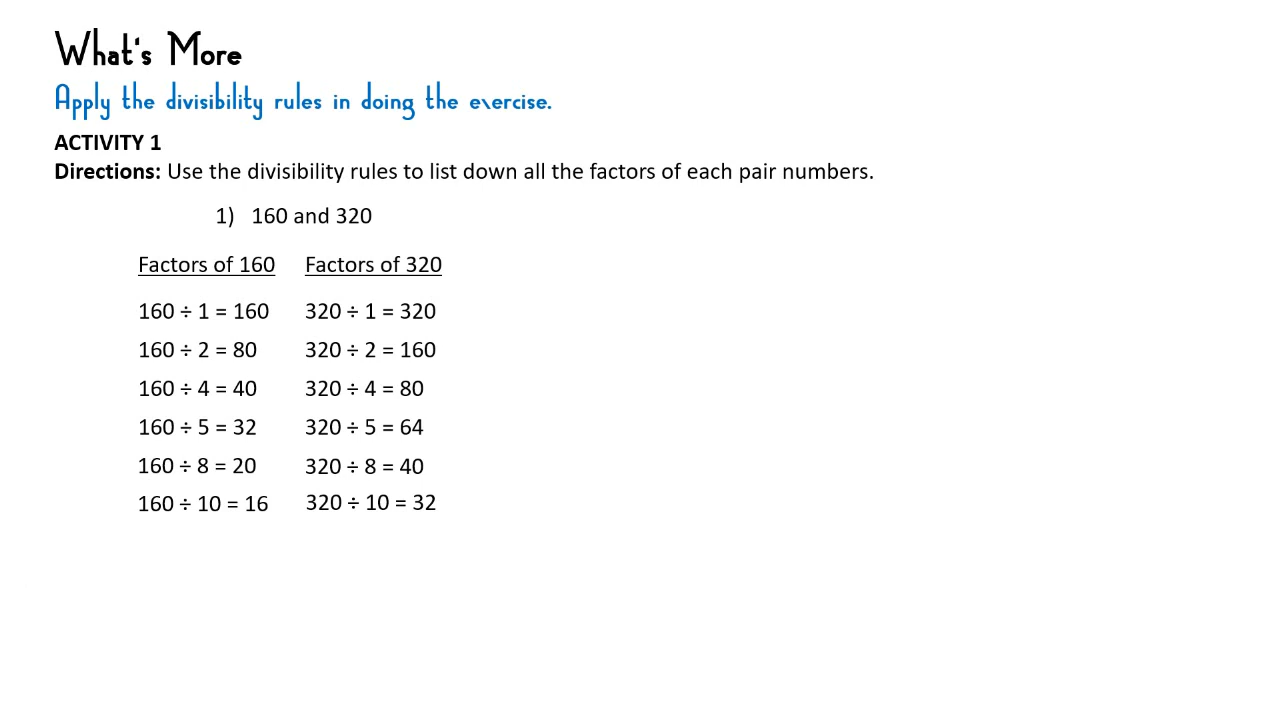 What's More
Apply the divisibility rules in doing the exercise.
ACTIVITY 1
Directions: Use the divisibility rules to list down all the factors of each pair numbers.
1) 160 and 320
Factors of 160 Factors of 320
160 ÷ 1 = 160 320 ÷ 1 = 320
160 ÷ 2 = 80 320 ÷ 2 = 160
160 ÷ 4 = 40 320 ÷ 4 = 80
160 ÷ 5 = 32 320 ÷ 5 = 64
160 ÷ 8 = 20 320 ÷ 8 = 40
160 ÷ 10 = 16 320 ÷ 10 = 32